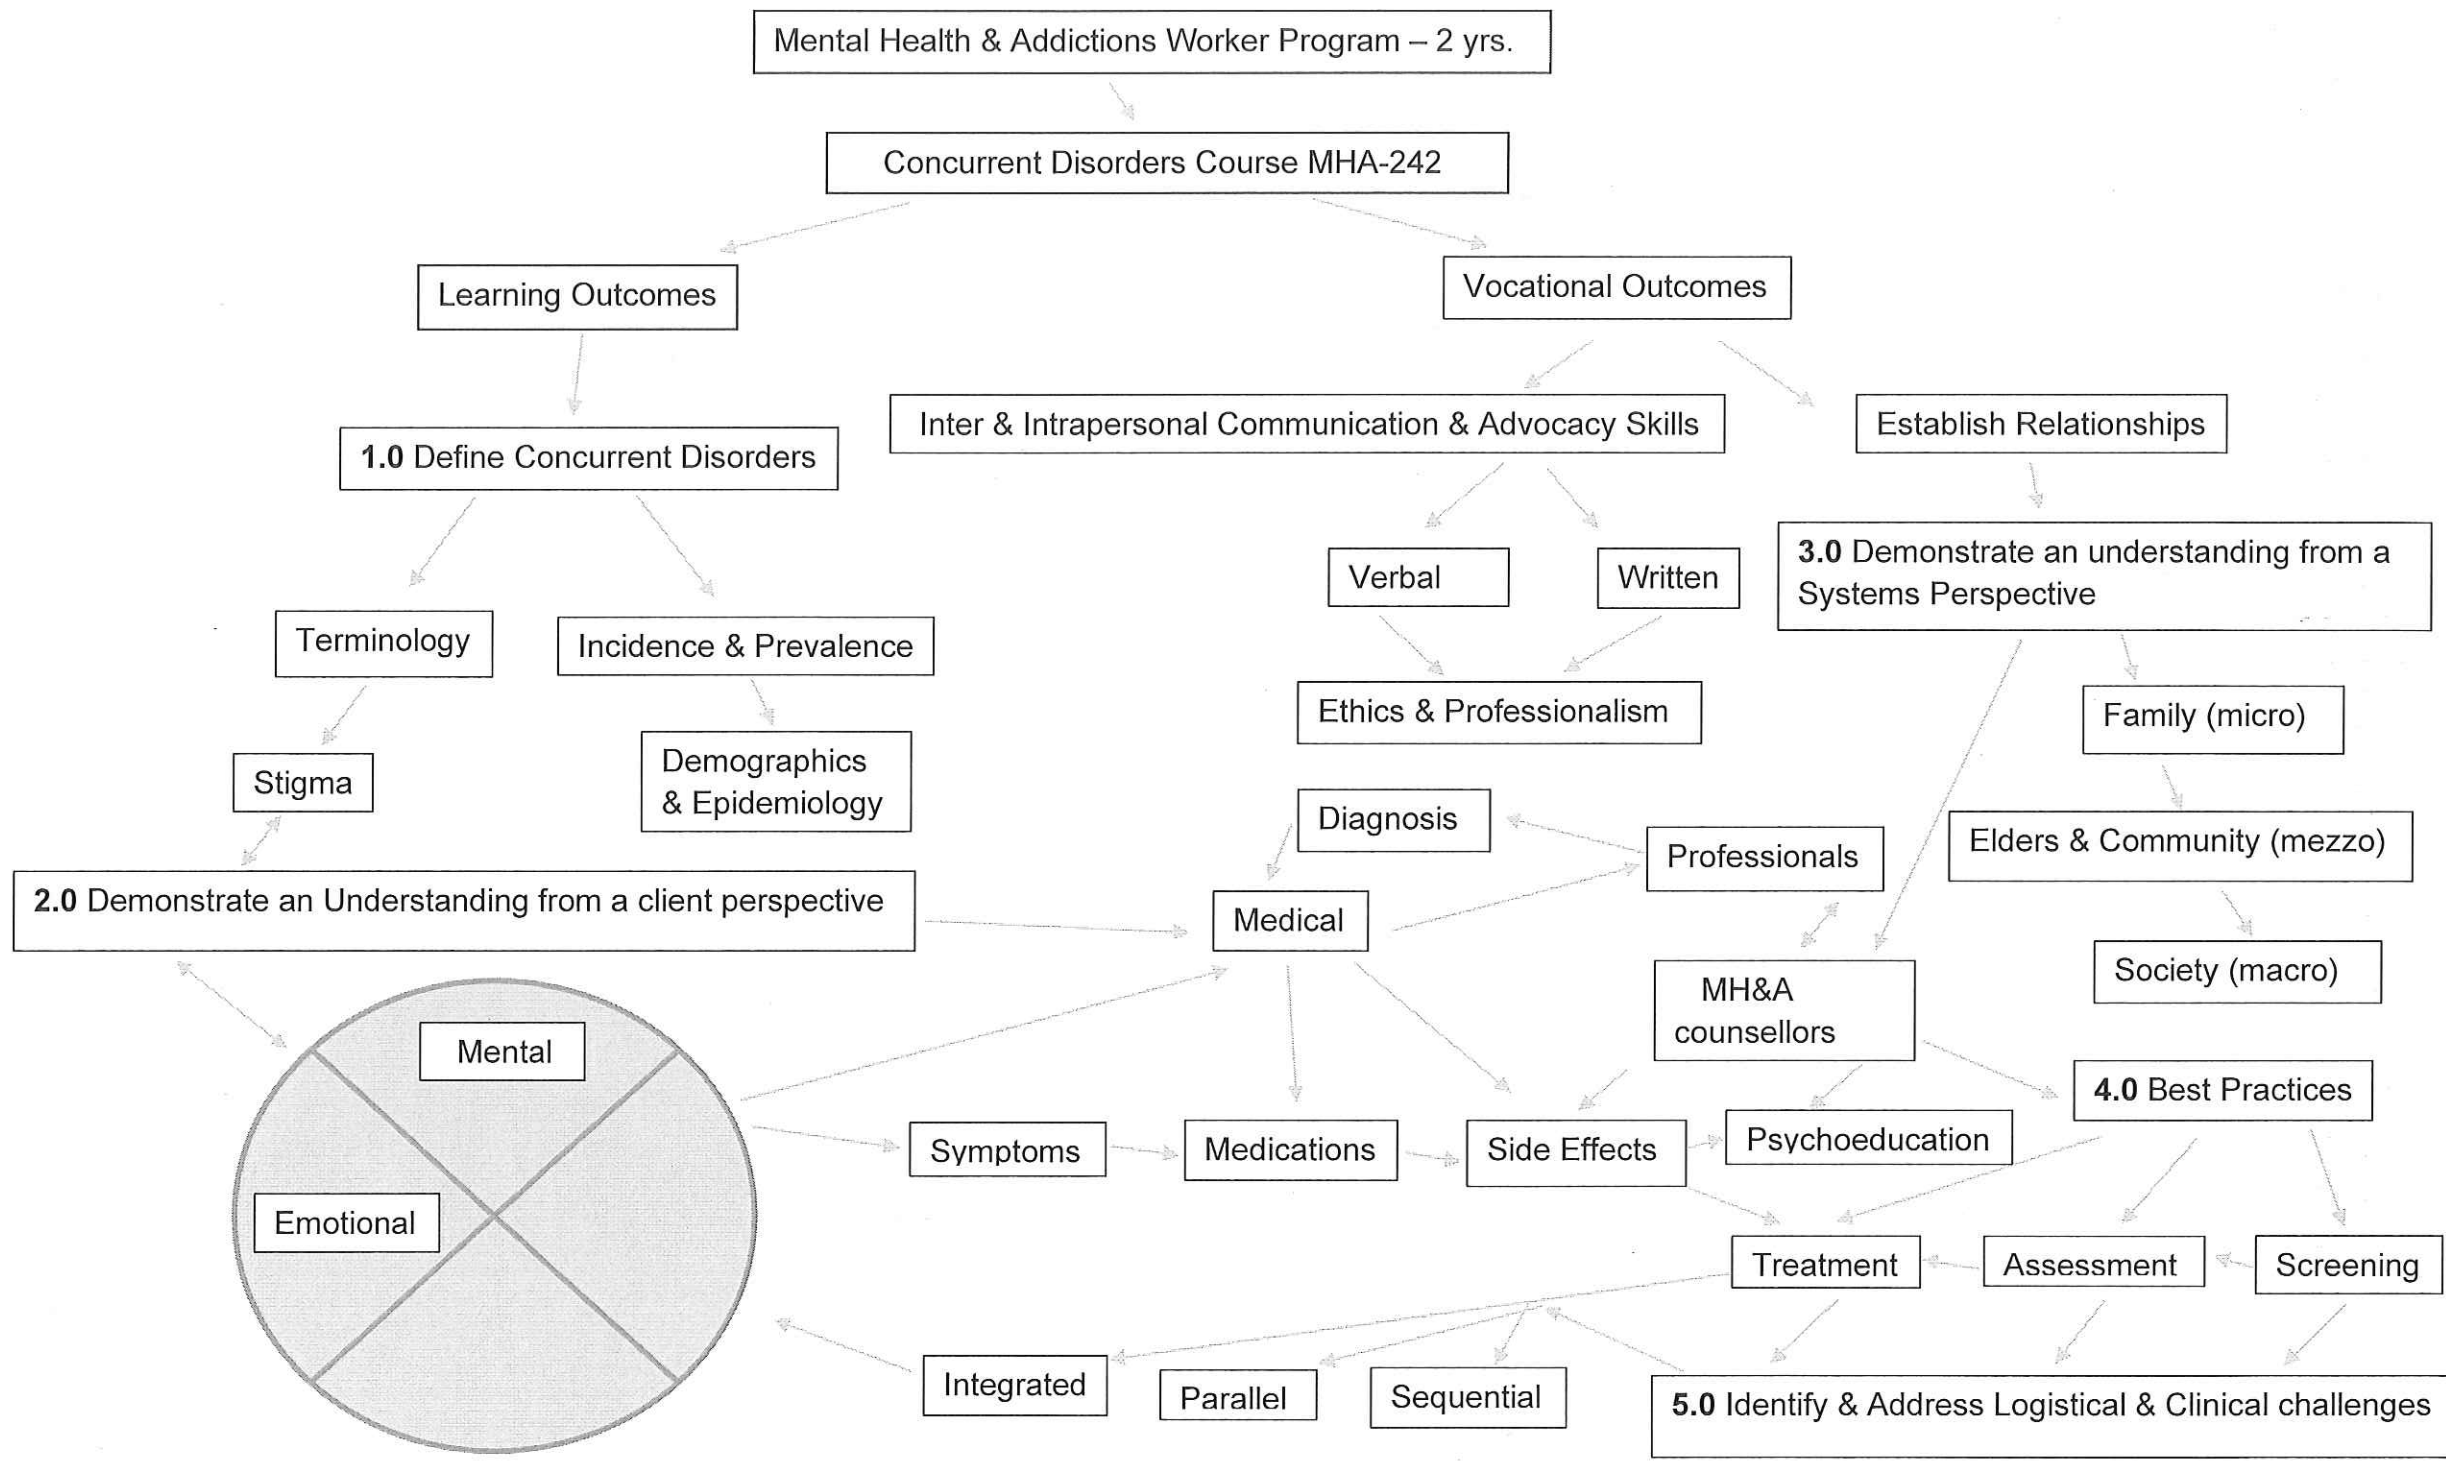 Mental Health & Addictions Worker Program – 2 yrs.
Concurrent Disorders Course MHA-242
Learning Outcomes
Vocational Outcomes
1.0 Define Concurrent Disorders
Inter & Intrapersonal Communication & Advocacy Skills
Establish Relationships
Verbal
Written
3.0 Demonstrate an understanding from a
Systems Perspective
Terminology
Incidence & Prevalence
Ethics & Professionalism
Family (micro)
Stigma
Demographics
& Epidemiology
Diagnosis
Professionals
Elders & Community (mezzo)
2.0 Demonstrate an Understanding from a client perspective
Medical
Society (macro)
MH&A
counsellors
Mental
4.0 Best Practices
Symptoms
Medications
Side Effects
Psychoeducation
Emotional
Treatment
Assessment
Screening
Integrated
Parallel
Sequential
5.0 Identify & Address Logistical & Clinical challenges